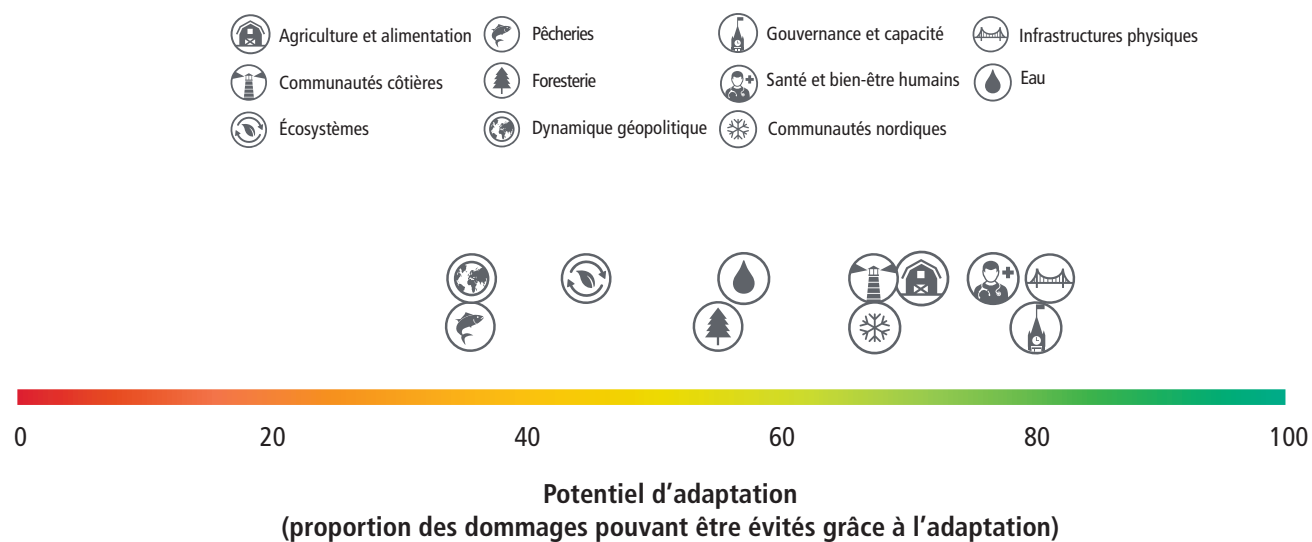 Agriculture et alimentation
Pêcheries
Gouvernance et capacité
Infrastructures physiques
Communautés côtières
Foresterie
Santé et bien-être humains
Eau
Écosystèmes
Dynamique géopolitique
Communautés nordiques
0
20
40
60
80
100
Potentiel d’adaptation
(proportion des dommages pouvant être évités grâce à l’adaptation)